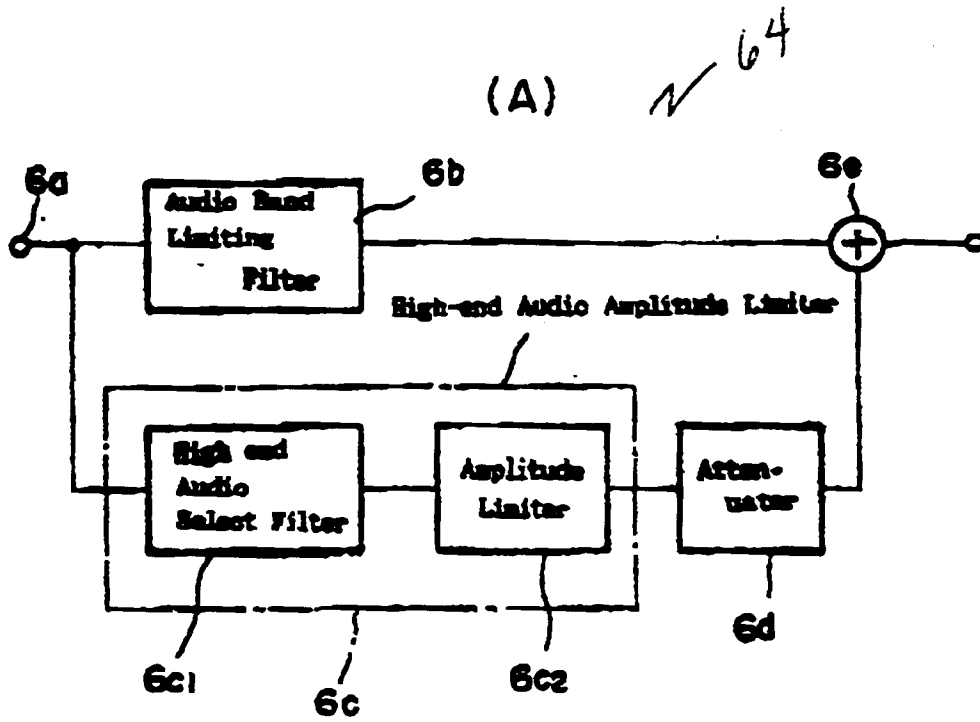 64
(A)
6a
6b
6e
Audio Band
Limiting
Filter
+
High-end Audio Amplitude Limiter
High end
Audio
Select Filter
Amplitude
Limiter
Atten-
uater
6c1
6c
6c2
6d